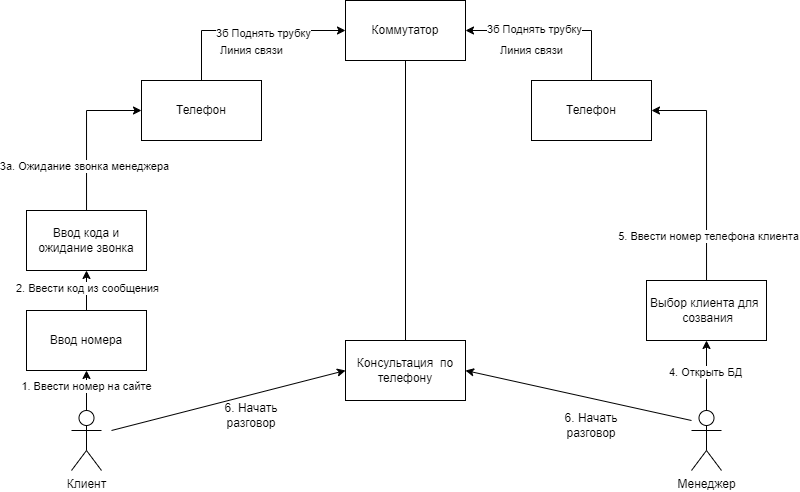 3б Поднять трубку
Линия связи
Коммутатор
3б Поднять трубку
Линия связи
Телефон
Телефон
3а. Ожидание звонка менеджера
Ввод кода и
ожидание звонка
5. Ввести номер телефона клиента
2. Ввести код из сообщения
Выбор клиента для
созвания
Ввод номера
Консультация по
телефону
1. Ввести номер на сайте
4. Открыть БД
6. Начать
разговор
6. Начать
разговор
Клиент
Менеджер